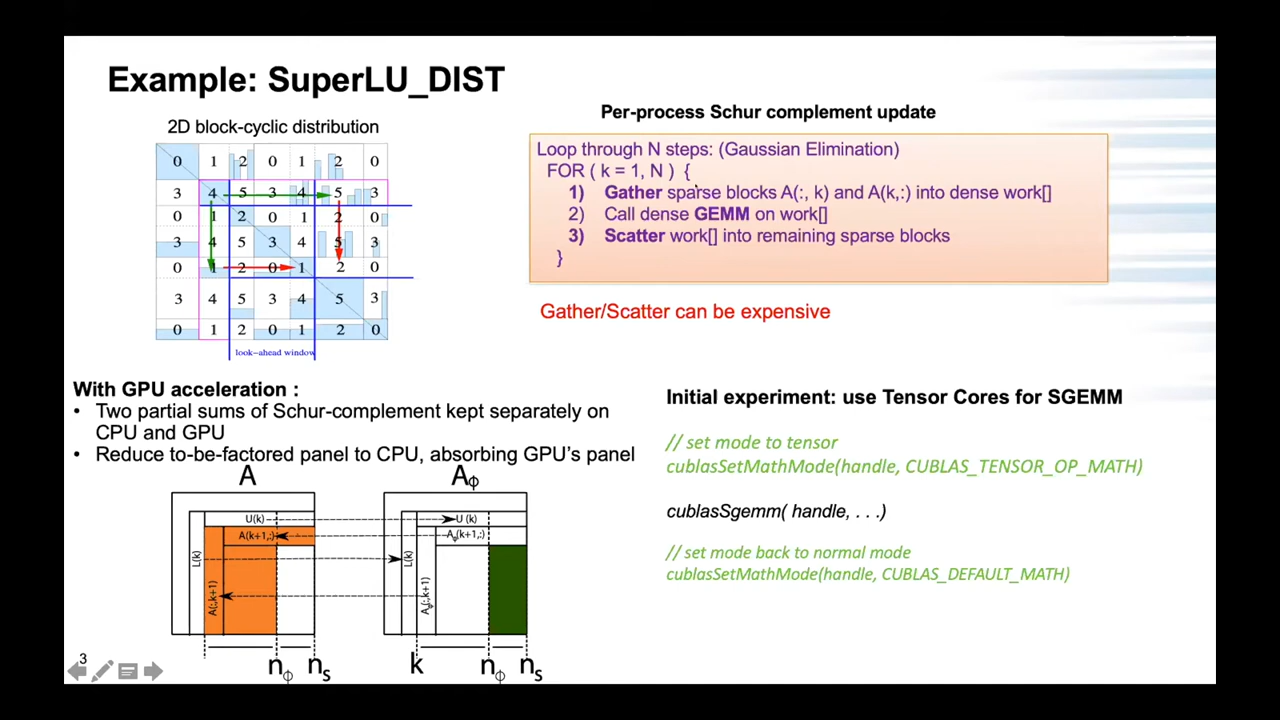 Example: SuperLU_DIST
2D block-cyclic distribution
0 1 2 0 1 2 0
3 4 5 3 4 5 3
0 1 2 0 1 2 0
3 4 5 3 4 5 3
0 1 2 0 1 2 0
3 4 5 3 4 5 3
0 1 2 0 1 2 0
look-ahead window
Per-process Schur complement update
Loop through N steps: (Gaussian Elimination)
FOR ( k = 1, N ) {
1) Gather sparse blocks A(:, k) and A(k,:) into dense work[]
2) Call dense GEMM on work[]
3) Scatter work[] into remaining sparse blocks
}
Gather/Scatter can be expensive
With GPU acceleration :
• Two partial sums of Schur-complement kept separately on
CPU and GPU
• Reduce to-be-factored panel to CPU, absorbing GPU's panel
A
U(k)
A(k+1,:)
L(k)
A(:,k+1)
nϕ ns
Aϕ
U (k)
Aϕ(k+1,:)
L(k)
Aϕ(:,k+1)
k nϕ ns
Initial experiment: use Tensor Cores for SGEMM
// set mode to tensor
cublasSetMathMode(handle, CUBLAS_TENSOR_OP_MATH)
cublasSgemm( handle, . . .)
// set mode back to normal mode
cublasSetMathMode(handle, CUBLAS_DEFAULT_MATH)
3